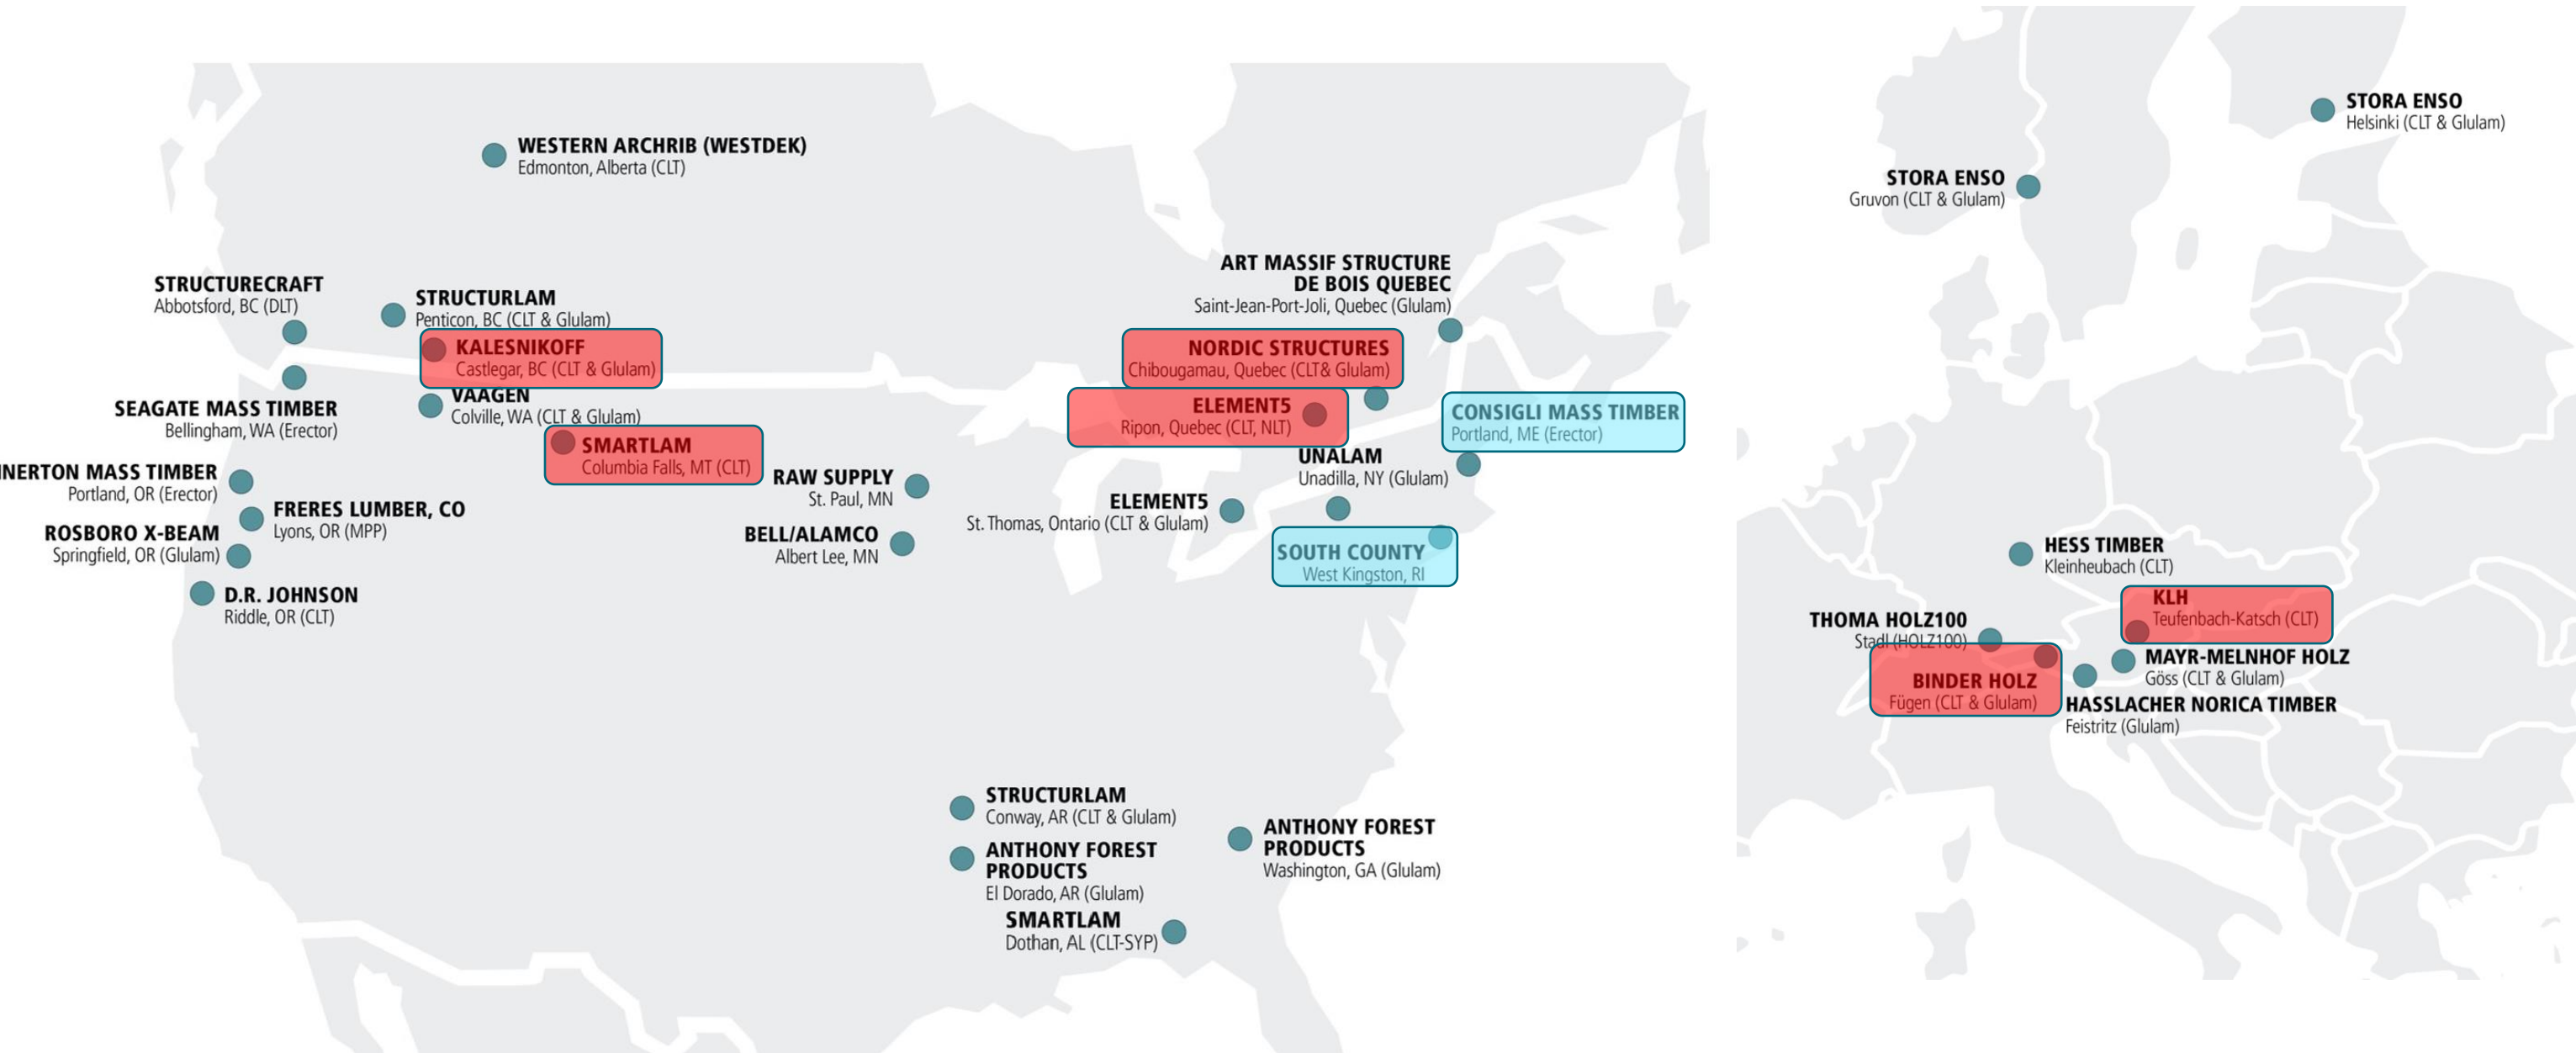 WESTERN ARCHRIB (WESTDEK)
Edmonton, Alberta (CLT)
STRUCTURECRAFT
Abbotsford, BC (DLT)
STRUCTURLAM
Penticon, BC (CLT & Glulam)
KALESNIKOFF
Castlegar, BC (CLT & Glulam)
VAAGEN
Colville, WA (CLT & Glulam)
SEAGATE MASS TIMBER
Bellingham, WA (Erector)
SMARTLAM
Columbia Falls, MT (CLT)
NERTON MASS TIMBER
Portland, OR (Erector)
FRERES LUMBER, CO
Lyons, OR (MPP)
ROSBORO X-BEAM
Springfield, OR (Glulam)
D.R. JOHNSON
Riddle, OR (CLT)
RAW SUPPLY
St. Paul, MN
BELL/ALAMCO
Albert Lee, MN
ART MASSIF STRUCTURE
DE BOIS QUEBEC
Saint-Jean-Port-Joli, Quebec (Glulam)
NORDIC STRUCTURES
Chibougamau, Quebec (CLT& Glulam)
ELEMENT5
Ripon, Quebec (CLT, NLT)
CONSIGLI MASS TIMBER
Portland, ME (Erector)
UNALAM
Unadilla, NY (Glulam)
ELEMENT5
St. Thomas, Ontario (CLT & Glulam)
SOUTH COUNTY
West Kingston, RI
STRUCTURLAM
Conway, AR (CLT & Glulam)
ANTHONY FOREST
PRODUCTS
El Dorado, AR (Glulam)
SMARTLAM
Dothan, AL (CLT-SYP)
ANTHONY FOREST
PRODUCTS
Washington, GA (Glulam)
STORA ENSO
Helsinki (CLT & Glulam)
STORA ENSO
Gruvon (CLT & Glulam)
HESS TIMBER
Kleinheubach (CLT)
KLH
Teufenbach-Katsch (CLT)
THOMA HOLZ100
Stadl (HOLZ100)
BINDER HOLZ
Fügen (CLT & Glulam)
MAYR-MELNHOF HOLZ
Göss (CLT & Glulam)
HASSLACHER NORICA TIMBER
Feistritz (Glulam)